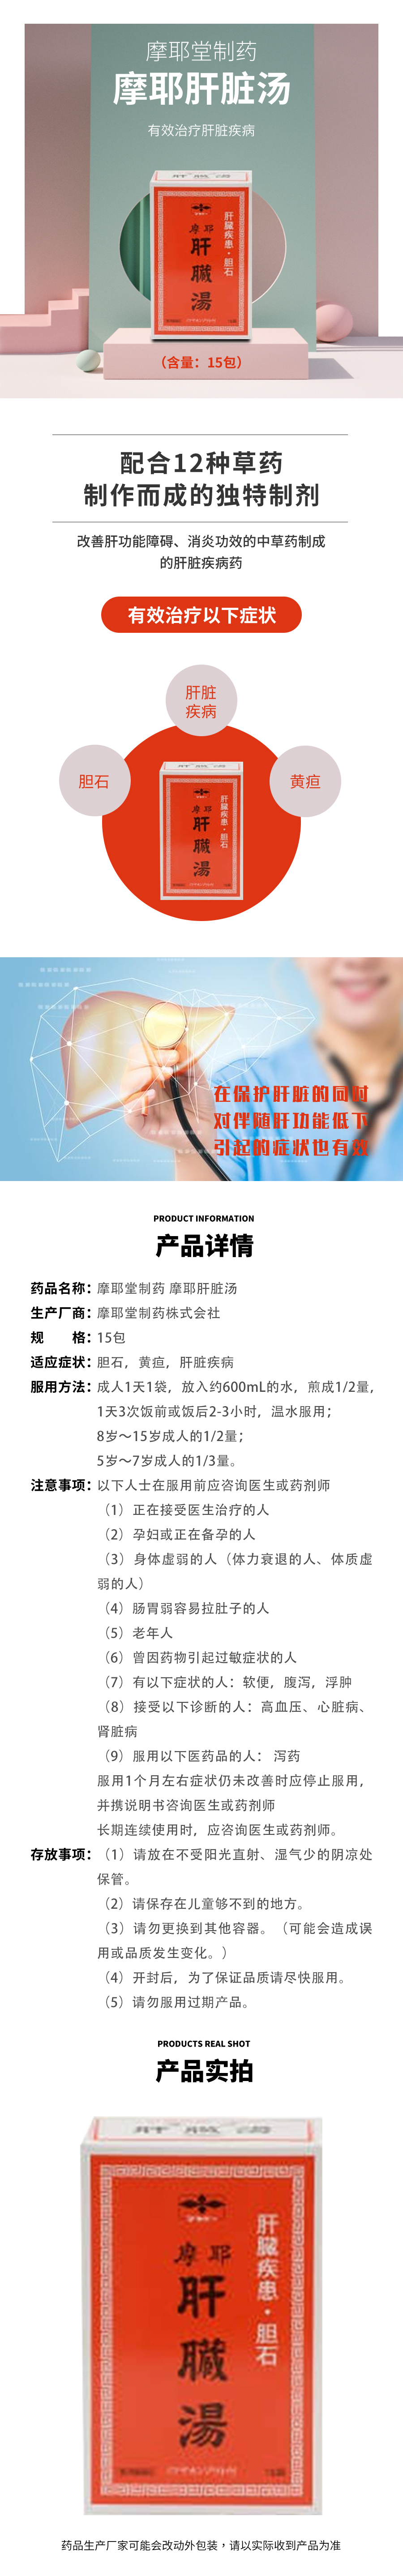 摩耶堂制药
摩耶肝脏汤
有效治疗肝脏疾病
肝臓疾患・胆石
摩耶
肝
臓
湯
（含量：15包）
配合12种草药
制作而成的独特制剂
改善肝功能障碍、消炎功效的中草药制成
的肝脏疾病药
有效治疗以下症状
肝脏
疾病
胆石
黄疸
肝臓疾患・胆石
摩耶
肝
臓
湯
在保护肝脏的同时
对伴随肝功能低下
引起的症状也有效
PRODUCT INFORMATION
产品详情
药品名称：摩耶堂制药 摩耶肝脏汤
生产厂商：摩耶堂制药株式会社
规 格：15包
适应症状：胆石，黄疸，肝脏疾病
服用方法：成人1天1袋，放入约600mL的水，煎成1/2量，
1天3次饭前或饭后2-3小时，温水服用；
8岁～15岁成人的1/2量；
5岁～7岁成人的1/3量。
注意事项：以下人士在服用前应咨询医生或药剂师
（1）正在接受医生治疗的人
（2）孕妇或正在备孕的人
（3）身体虚弱的人（体力衰退的人、体质虚
弱的人）
（4）肠胃弱容易拉肚子的人
（5）老年人
（6）曾因药物引起过敏症状的人
（7）有以下症状的人：软便，腹泻，浮肿
（8）接受以下诊断的人：高血压、心脏病、
肾脏病
（9）服用以下医药品的人： 泻药
服用1个月左右症状仍未改善时应停止服用，
并携说明书咨询医生或药剂师
长期连续使用时，应咨询医生或药剂师。
存放事项：（1）请放在不受阳光直射、湿气少的阴凉处
保管。
（2）请保存在儿童够不到的地方。
（3）请勿更换到其他容器。（可能会造成误
用或品质发生变化。）
（4）开封后，为了保证品质请尽快服用。
（5）请勿服用过期产品。
PRODUCTS REAL SHOT
产品实拍
肝臓湯
肝臓疾患・胆石
摩耶
肝
臓
湯
药品生产厂家可能会改动外包装，请以实际收到产品为准